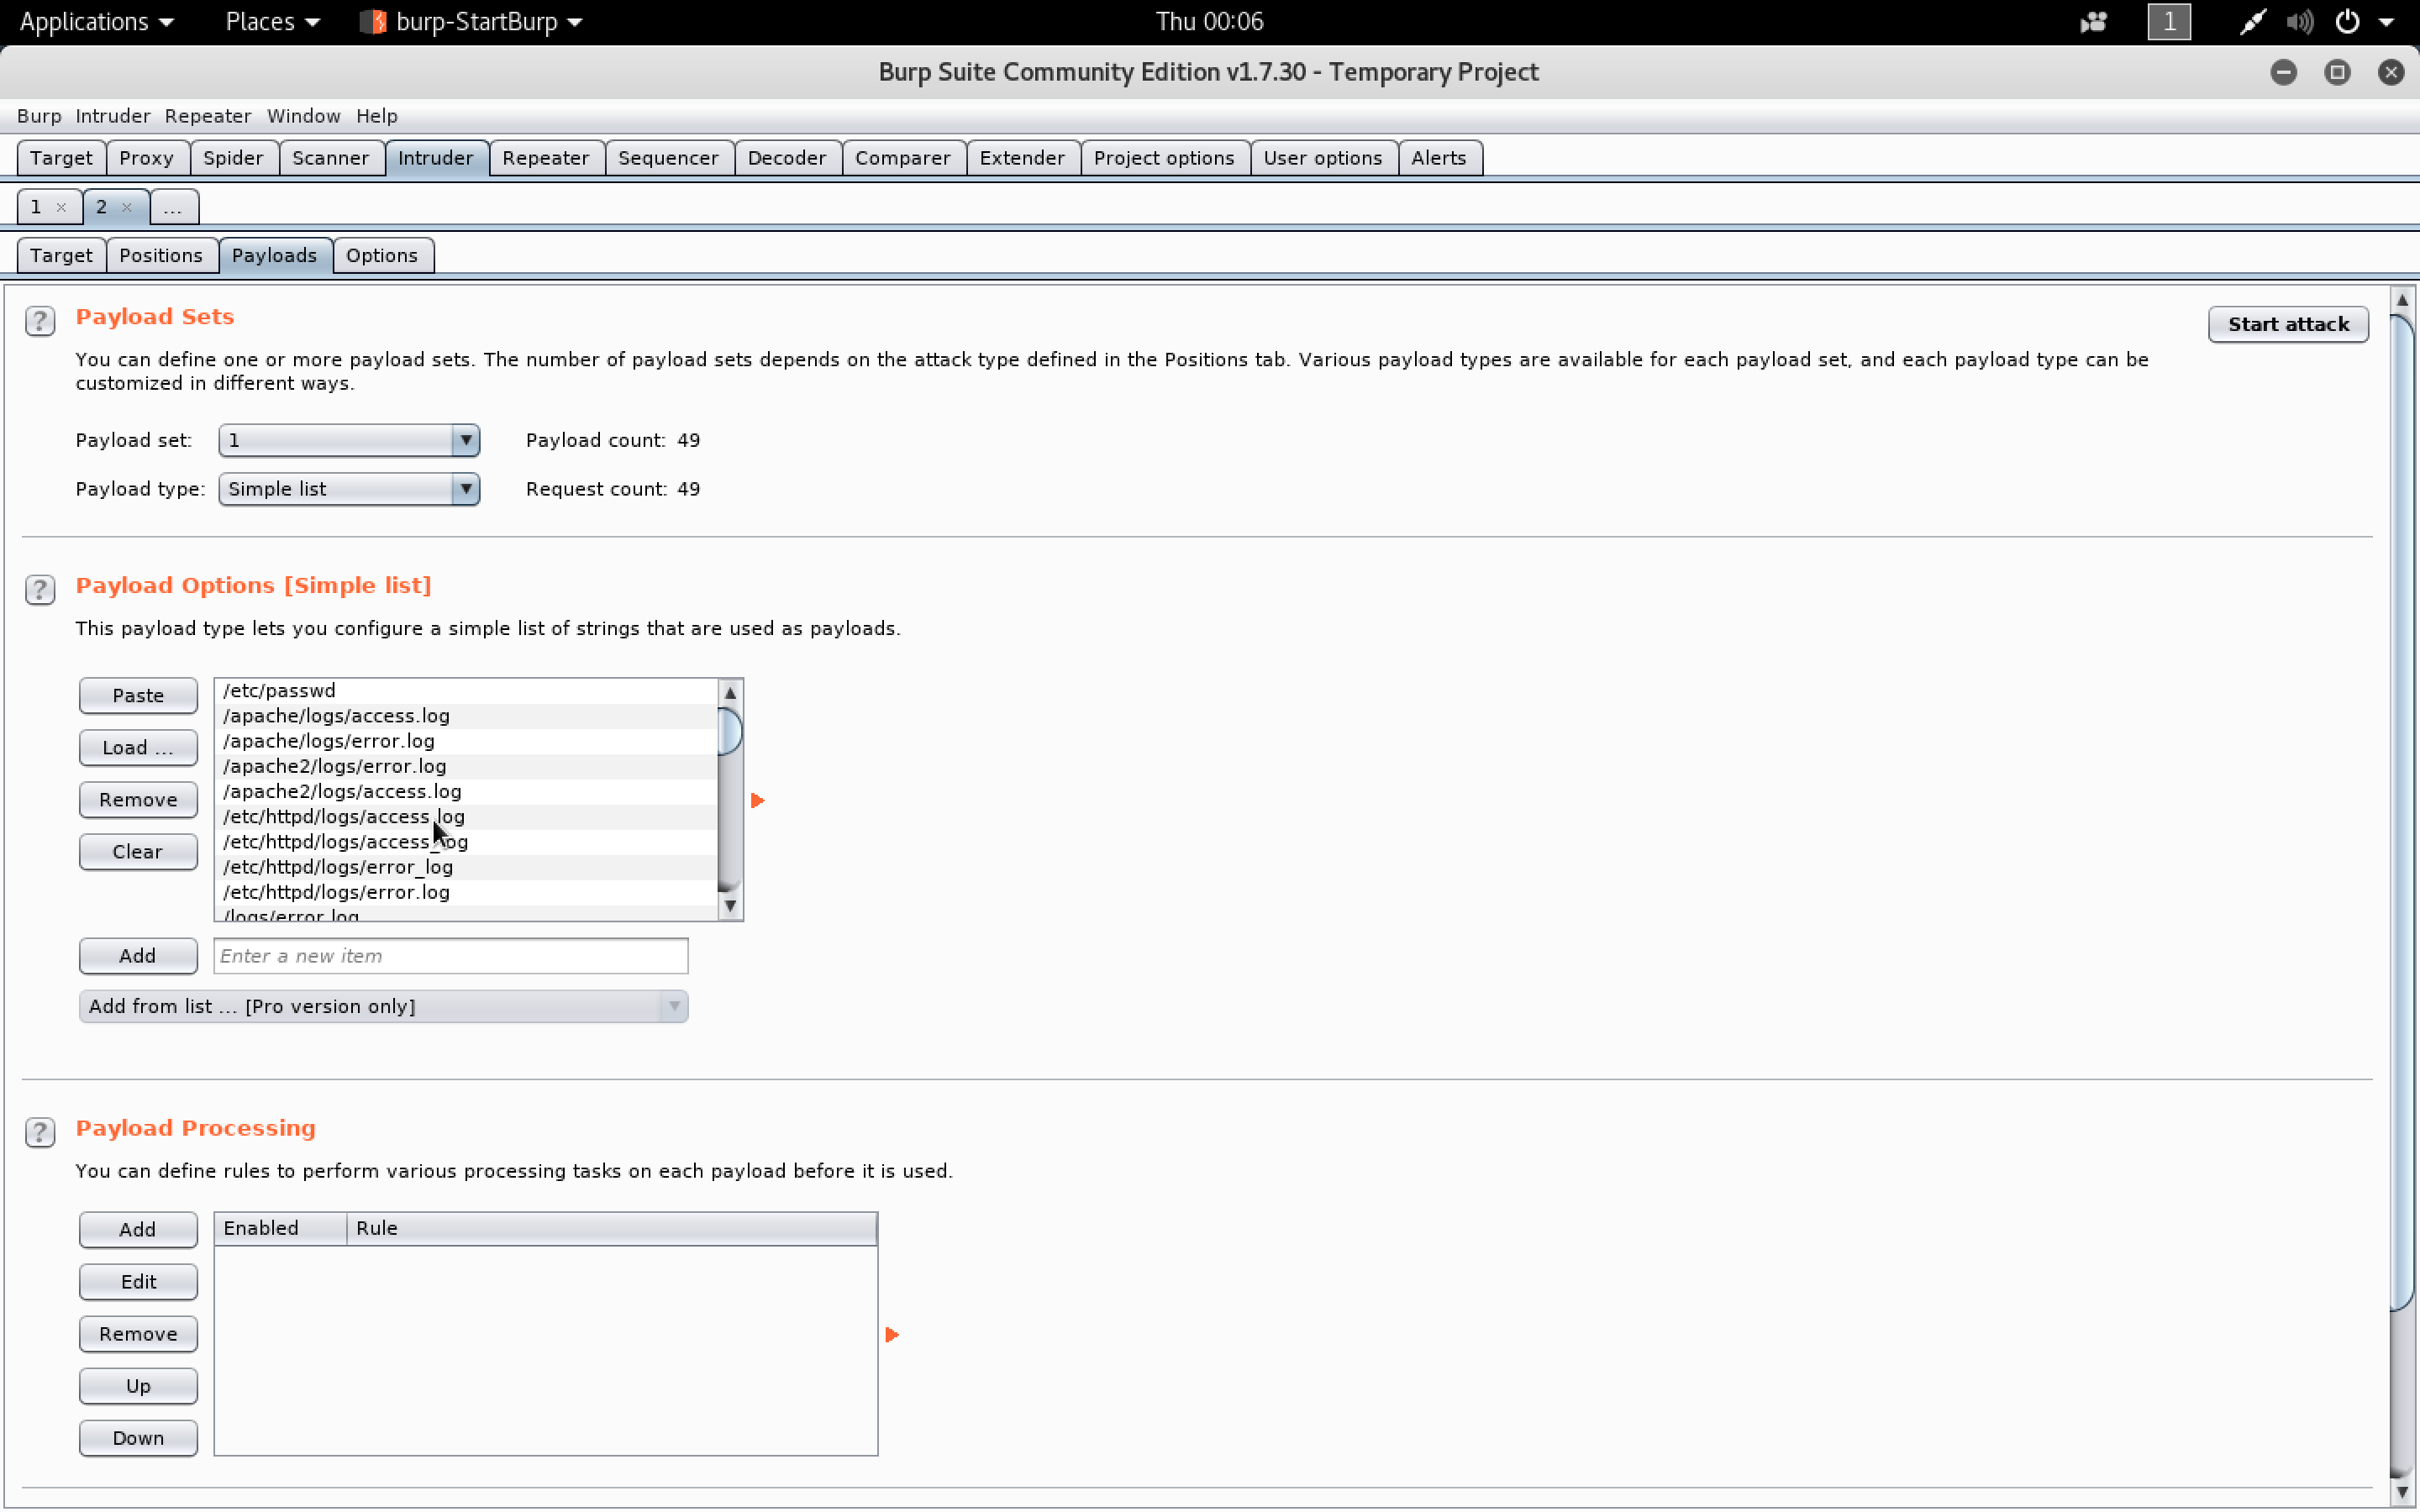 Applications Places burp-StartBurp Thu 00:06 1
Burp Suite Community Edition v1.7.30 - Temporary Project
Burp Intruder Repeater Window Help
Target Proxy Spider Scanner Intruder Repeater Sequencer Decoder Comparer Extender Project options User options Alerts
1 × 2 × ...
Target Positions Payloads Options
? Payload Sets
Start attack
You can define one or more payload sets. The number of payload sets depends on the attack type defined in the Positions tab. Various payload types are available for each payload set, and each payload type can be
customized in different ways.
Payload set: 1 Payload count: 49
Payload type: Simple list Request count: 49
? Payload Options [Simple list]
This payload type lets you configure a simple list of strings that are used as payloads.
Paste
Load ...
Remove
Clear
/etc/passwd
/apache/logs/access.log
/apache/logs/error.log
/apache2/logs/error.log
/apache2/logs/access.log
/etc/httpd/logs/access.log
/etc/httpd/logs/access_log
/etc/httpd/logs/error_log
/etc/httpd/logs/error.log
/logs/error.log
Add Enter a new item
Add from list ... [Pro version only]
? Payload Processing
You can define rules to perform various processing tasks on each payload before it is used.
Add
Edit
Remove
Up
Down
Enabled Rule